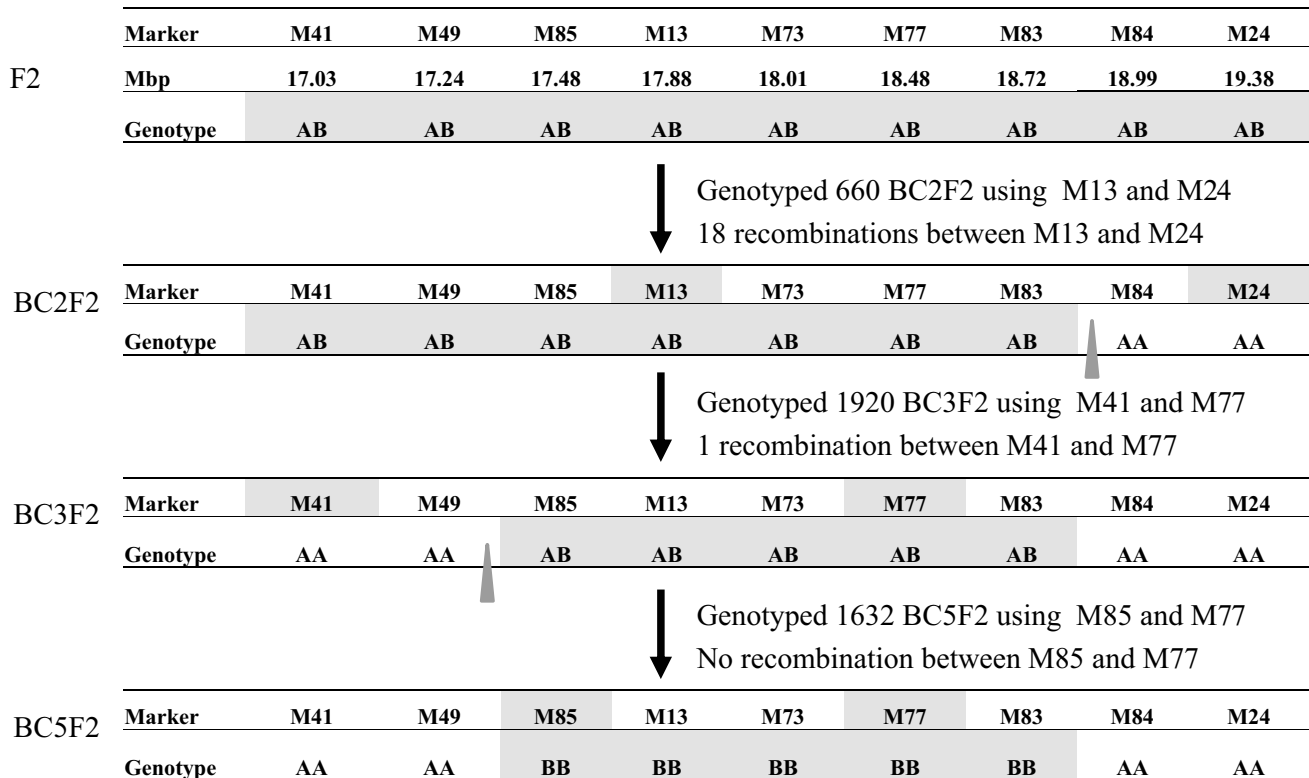 Marker M41 M49 M85 M13 M73 M77 M83 M84 M24
F2
Mbp 17.03 17.24 17.48 17.88 18.01 18.48 18.72 18.99 19.38
Genotype AB AB AB AB AB AB AB AB AB
Genotyped 660 BC2F2 using M13 and M24
18 recombinations between M13 and M24
BC2F2
Marker M41 M49 M85 M13 M73 M77 M83 M84 M24
Genotype AB AB AB AB AB AB AB AA AA
Genotyped 1920 BC3F2 using M41 and M77
1 recombination between M41 and M77
BC3F2
Marker M41 M49 M85 M13 M73 M77 M83 M84 M24
Genotype AA AA AB AB AB AB AB AA AA
Genotyped 1632 BC5F2 using M85 and M77
No recombination between M85 and M77
BC5F2
Marker M41 M49 M85 M13 M73 M77 M83 M84 M24
Genotype AA AA BB BB BB BB BB AA AA